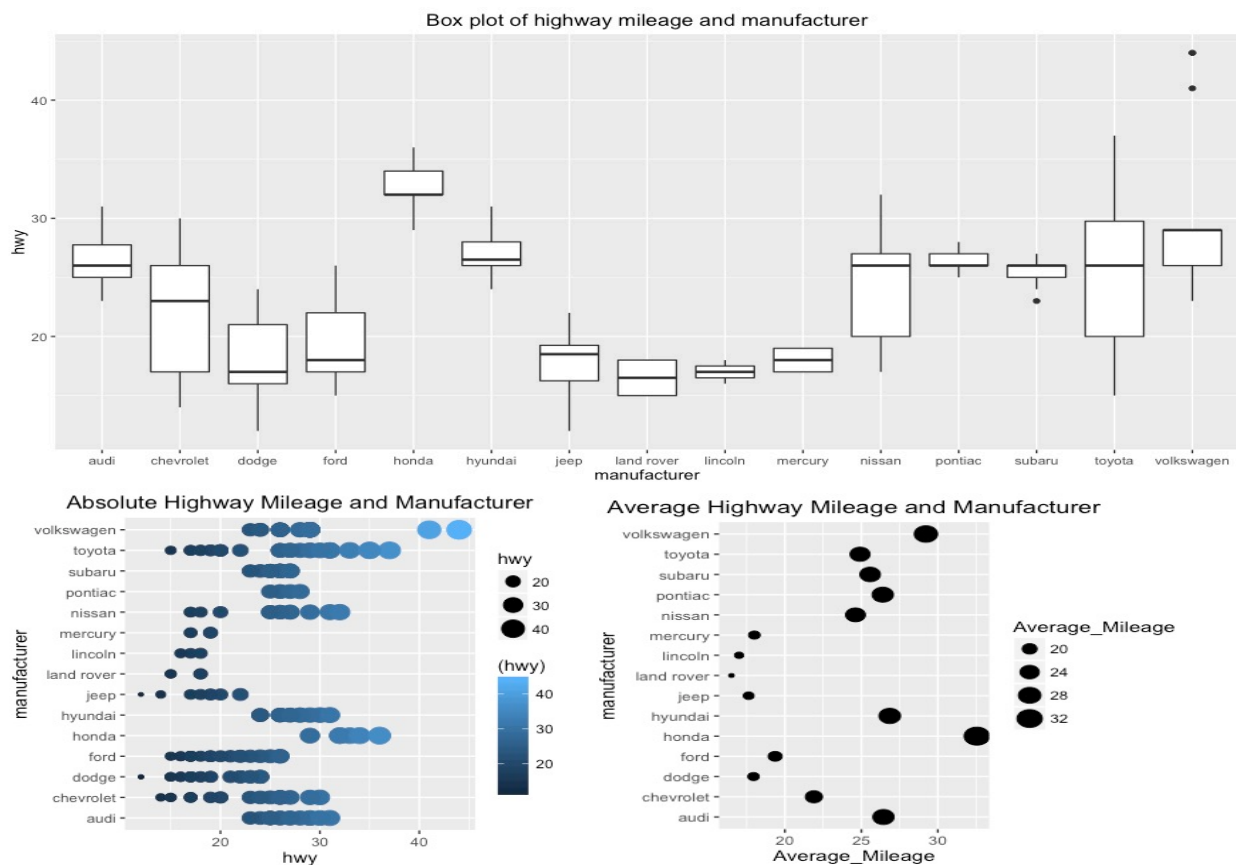 Box plot of highway mileage and manufacturer
hwy
40
30
20
audi chevrolet dodge ford honda hyundai jeep land rover lincoln mercury nissan pontiac subaru toyota volkswagen
manufacturer
Absolute Highway Mileage and Manufacturer
manufacturer
volkswagen
toyota
subaru
pontiac
nissan
mercury
lincoln
land rover
jeep
hyundai
honda
ford
dodge
chevrolet
audi
20 30 40
hwy
hwy
20
30
40
(hwy)
40
30
20
Average Highway Mileage and Manufacturer
manufacturer
volkswagen
toyota
subaru
pontiac
nissan
mercury
lincoln
land rover
jeep
hyundai
honda
ford
dodge
chevrolet
audi
20 25 30
Average_Mileage
Average_Mileage
20
24
28
32